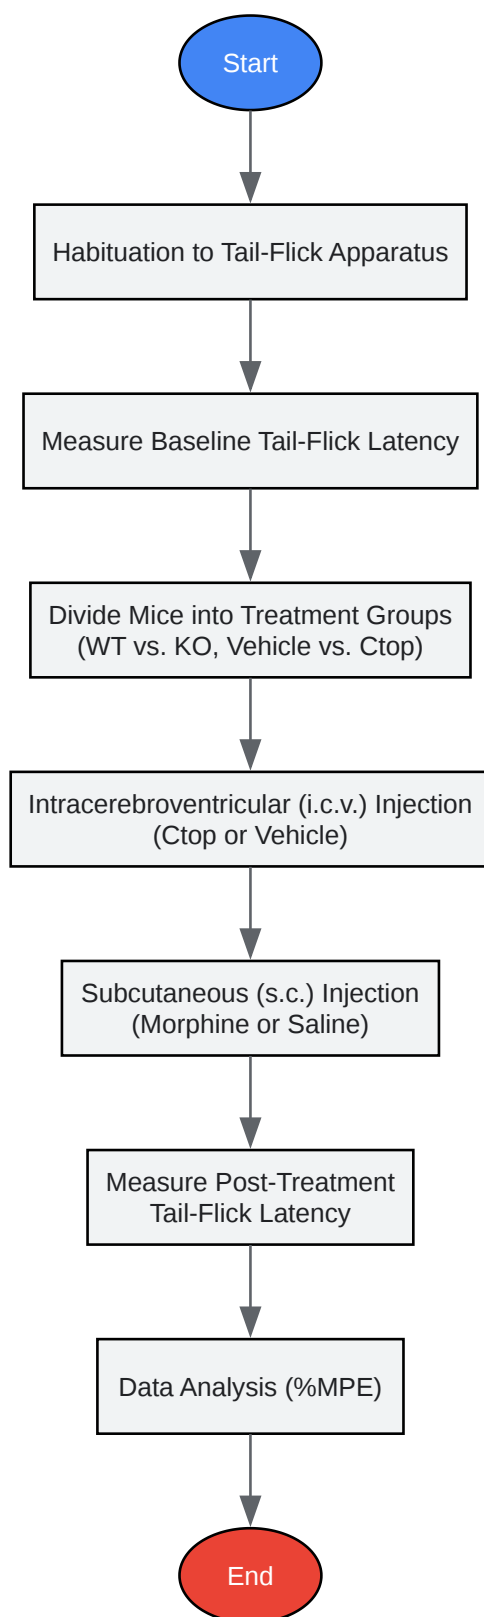 Start
Habituation to Tail-Flick Apparatus
Measure Baseline Tail-Flick Latency
Divide Mice into Treatment Groups
(WT vs. KO, Vehicle vs. Ctop)
Intracerebroventricular (i.c.v.) Injection
(Ctop or Vehicle)
Subcutaneous (s.c.) Injection
(Morphine or Saline)
Measure Post-Treatment
Tail-Flick Latency
Data Analysis (%MPE)
End